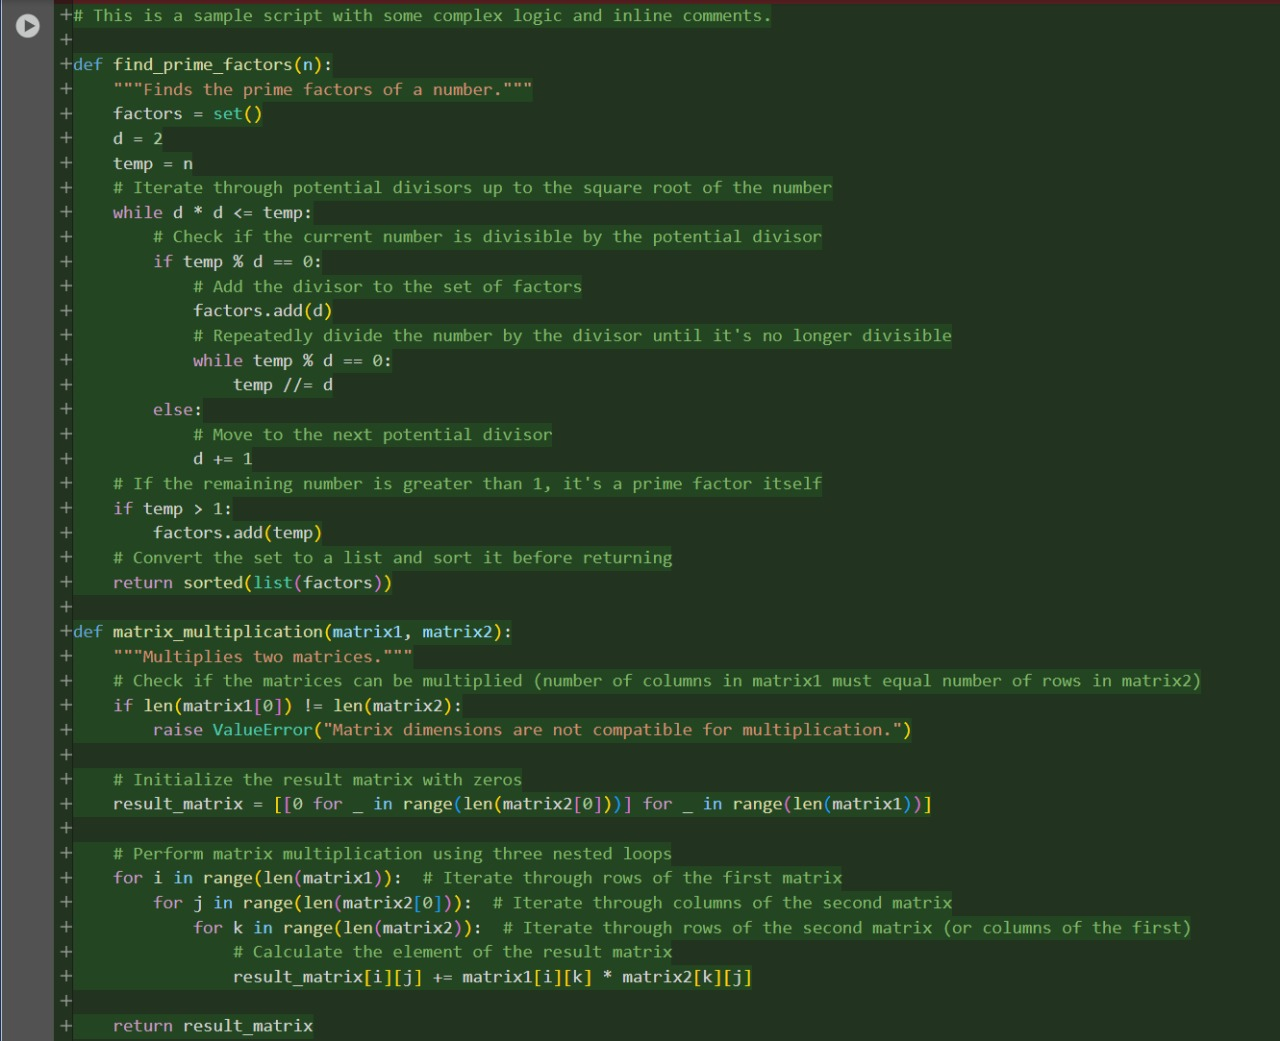 +# This is a sample script with some complex logic and inline comments.
+
+def find_prime_factors(n):
+    """Finds the prime factors of a number."""
+    factors = set()
+    d = 2
+    temp = n
+    # Iterate through potential divisors up to the square root of the number
+    while d * d <= temp:
+        # Check if the current number is divisible by the potential divisor
+        if temp % d == 0:
+            # Add the divisor to the set of factors
+            factors.add(d)
+            # Repeatedly divide the number by the divisor until it's no longer divisible
+            while temp % d == 0:
+                temp //= d
+        else:
+            # Move to the next potential divisor
+            d += 1
+    # If the remaining number is greater than 1, it's a prime factor itself
+    if temp > 1:
+        factors.add(temp)
+    # Convert the set to a list and sort it before returning
+    return sorted(list(factors))
+
+def matrix_multiplication(matrix1, matrix2):
+    """Multiplies two matrices."""
+    # Check if the matrices can be multiplied (number of columns in matrix1 must equal number of rows in matrix2)
+    if len(matrix1[0]) != len(matrix2):
+        raise ValueError("Matrix dimensions are not compatible for multiplication.")
+
+    # Initialize the result matrix with zeros
+    result_matrix = [[0 for _ in range(len(matrix2[0]))] for _ in range(len(matrix1))]
+
+    # Perform matrix multiplication using three nested loops
+    for i in range(len(matrix1)):  # Iterate through rows of the first matrix
+        for j in range(len(matrix2[0])):  # Iterate through columns of the second matrix
+            for k in range(len(matrix2)):  # Iterate through rows of the second matrix (or columns of the first)
+                # Calculate the element of the result matrix
+                result_matrix[i][j] += matrix1[i][k] * matrix2[k][j]
+
+    return result_matrix